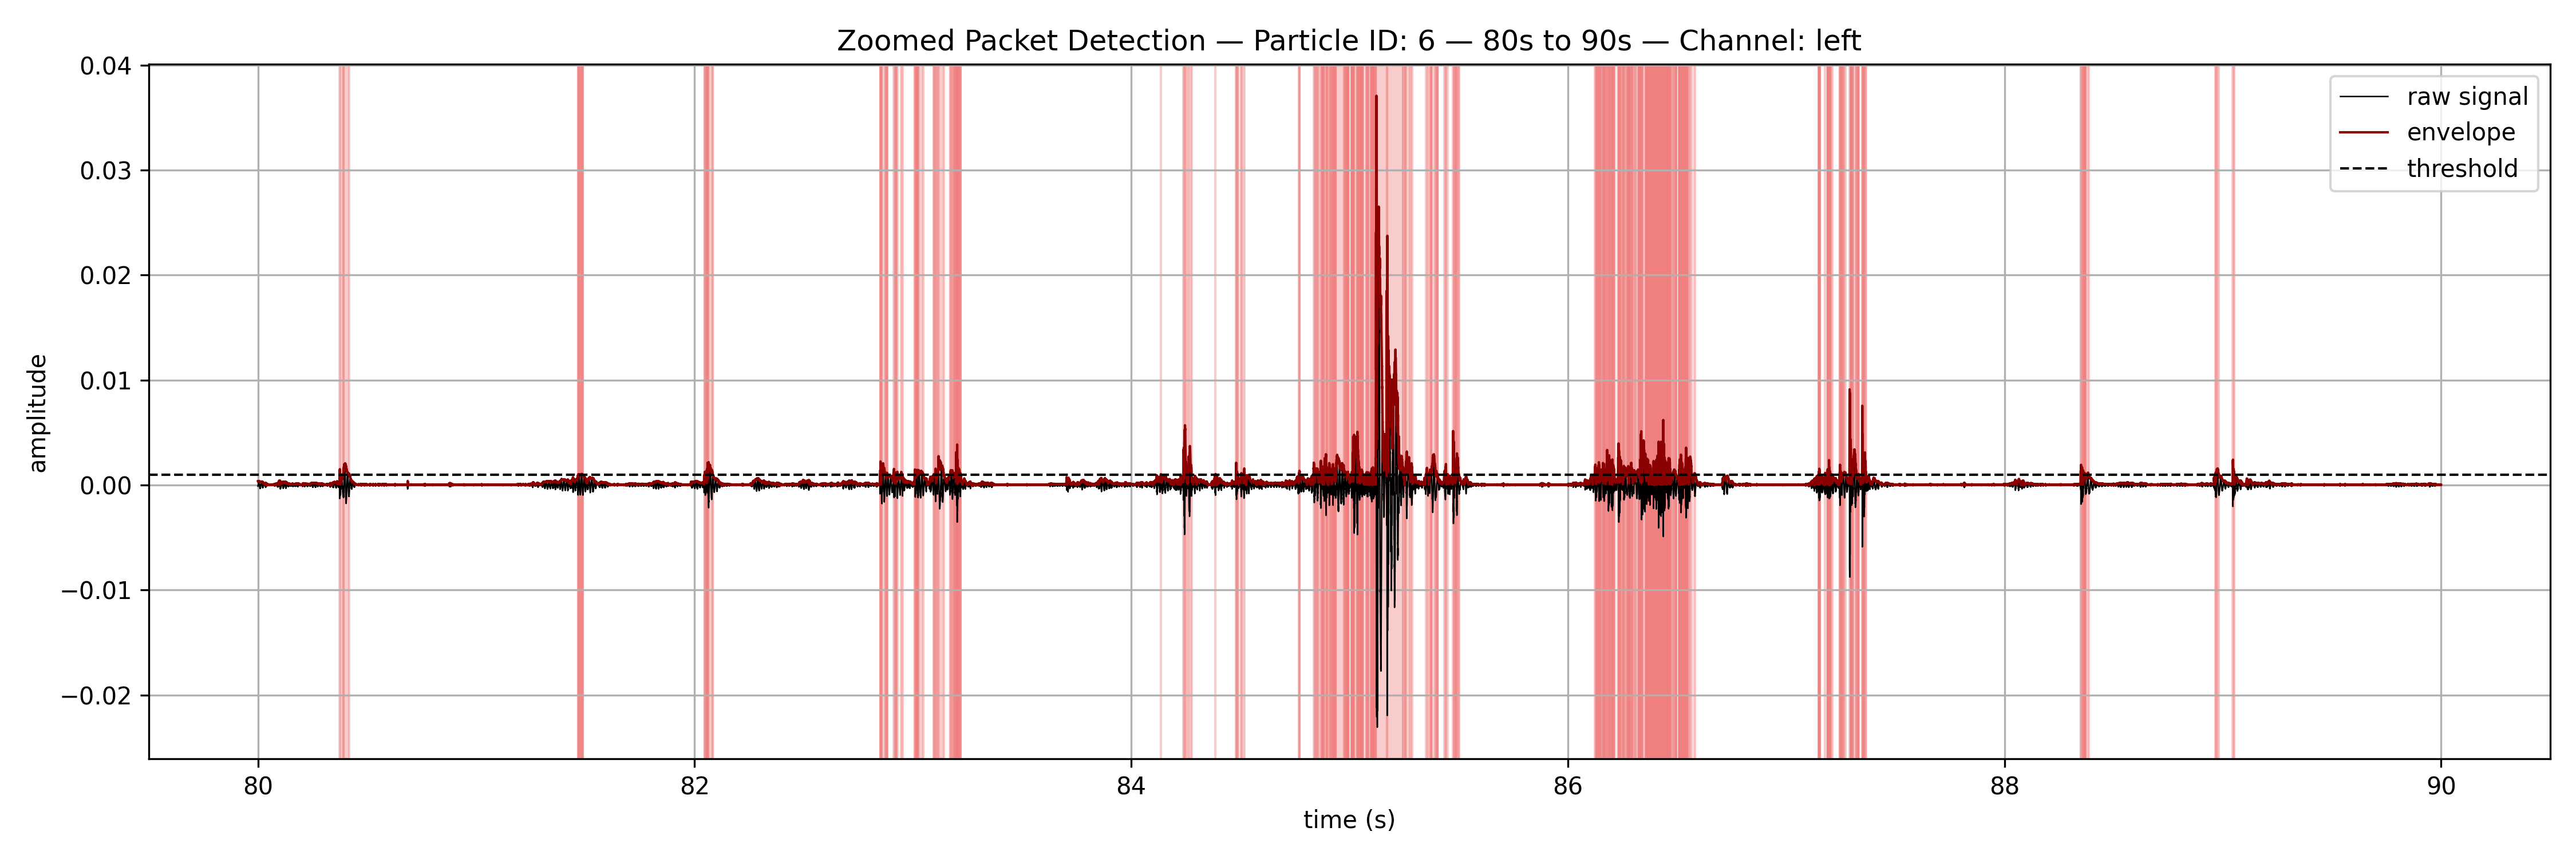 Zoomed Packet Detection — Particle ID: 6 — 80s to 90s — Channel: left
0.04
0.03
0.02
0.01
0.00
−0.01
−0.02
amplitude
raw signal
envelope
threshold
80
82
84
86
88
90
time (s)